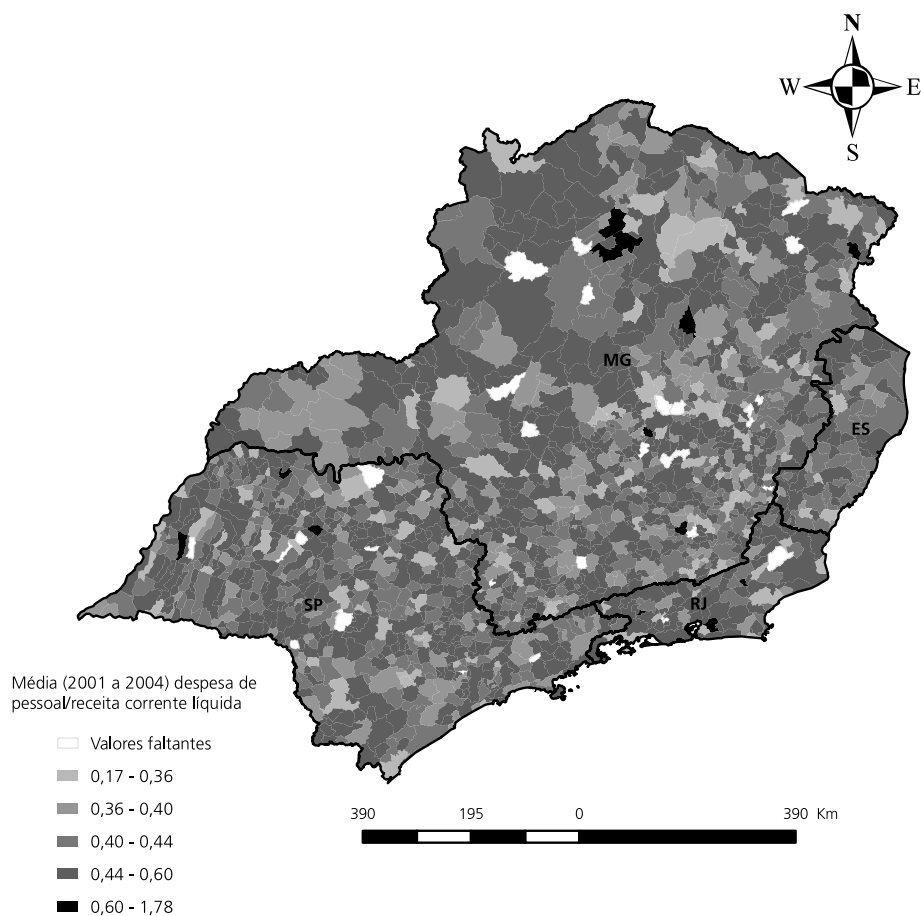 N
W E
S
MG
ES
SP
RJ
Média (2001 a 2004) despesa de
pessoal/receita corrente líquida
Valores faltantes
0,17 - 0,36
0,36 - 0,40
0,40 - 0,44
0,44 - 0,60
0,60 - 1,78
390 195 0 390 Km